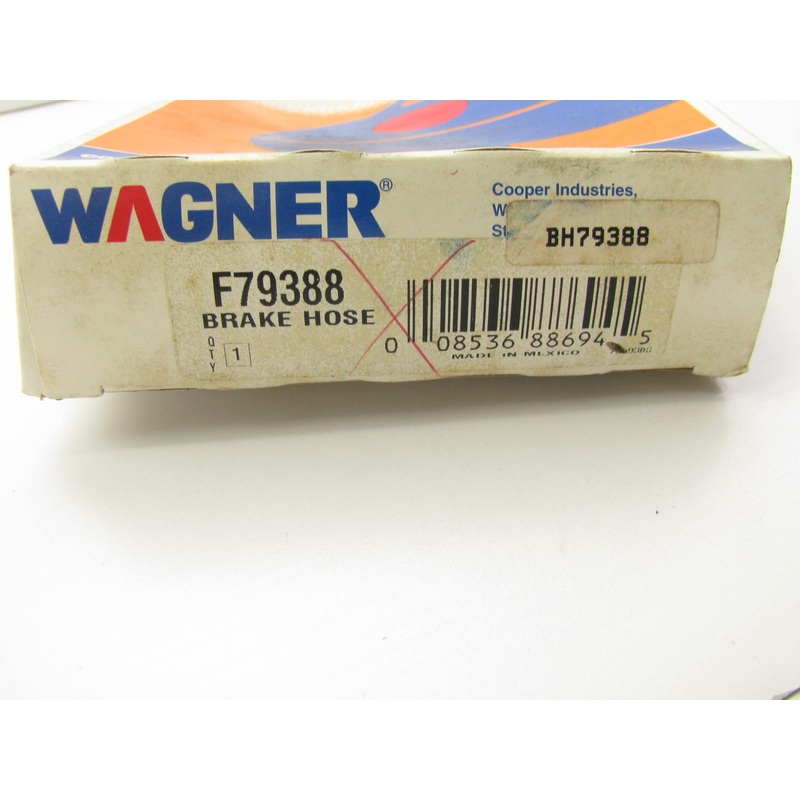 WAGNER®
Cooper Industries,
BH79388
F79388
BRAKE HOSE
QTY 1
0 08536 88694 5
MADE IN MEXICO